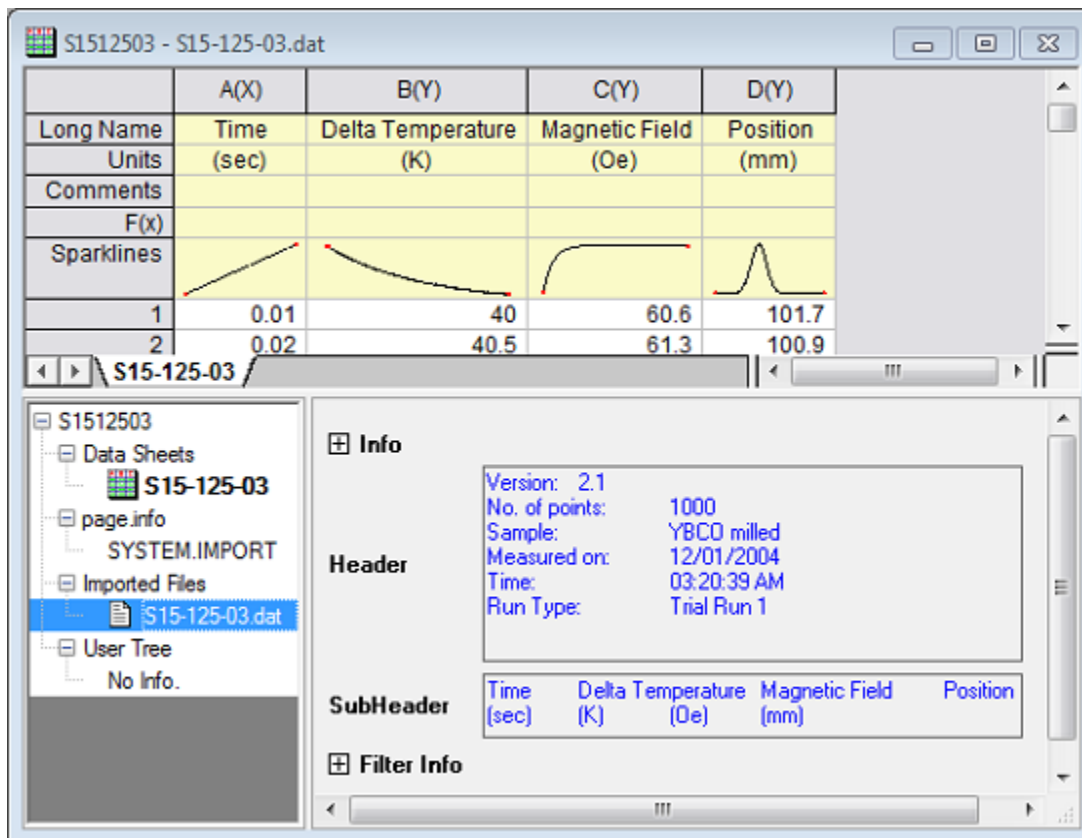 S1512503 - S15-125-03.dat
A(X) B(Y) C(Y) D(Y)
Long Name Time Delta Temperature Magnetic Field Position
Units (sec) (K) (Oe) (mm)
Comments
F(x)
Sparklines
1 0.01 40 60.6 101.7
2 0.02 40.5 61.3 100.9
S15-125-03
S1512503
Data Sheets
S15-125-03
page.info
SYSTEM.IMPORT
Imported Files
S15-125-03.dat
User Tree
No Info.
Info
Header
Version: 2.1
No. of points: 1000
Sample: YBCO milled
Measured on: 12/01/2004
Time: 03:20:39 AM
Run Type: Trial Run 1
SubHeader
Time Delta Temperature Magnetic Field Position
(sec) (K) (Oe) (mm)
Filter Info